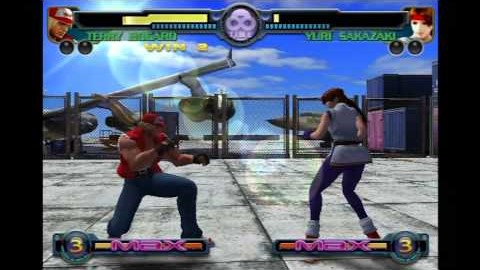 TERRY BOGARD
YURI SAKAZAKI
WIN 2
3 MAX
MAX 3